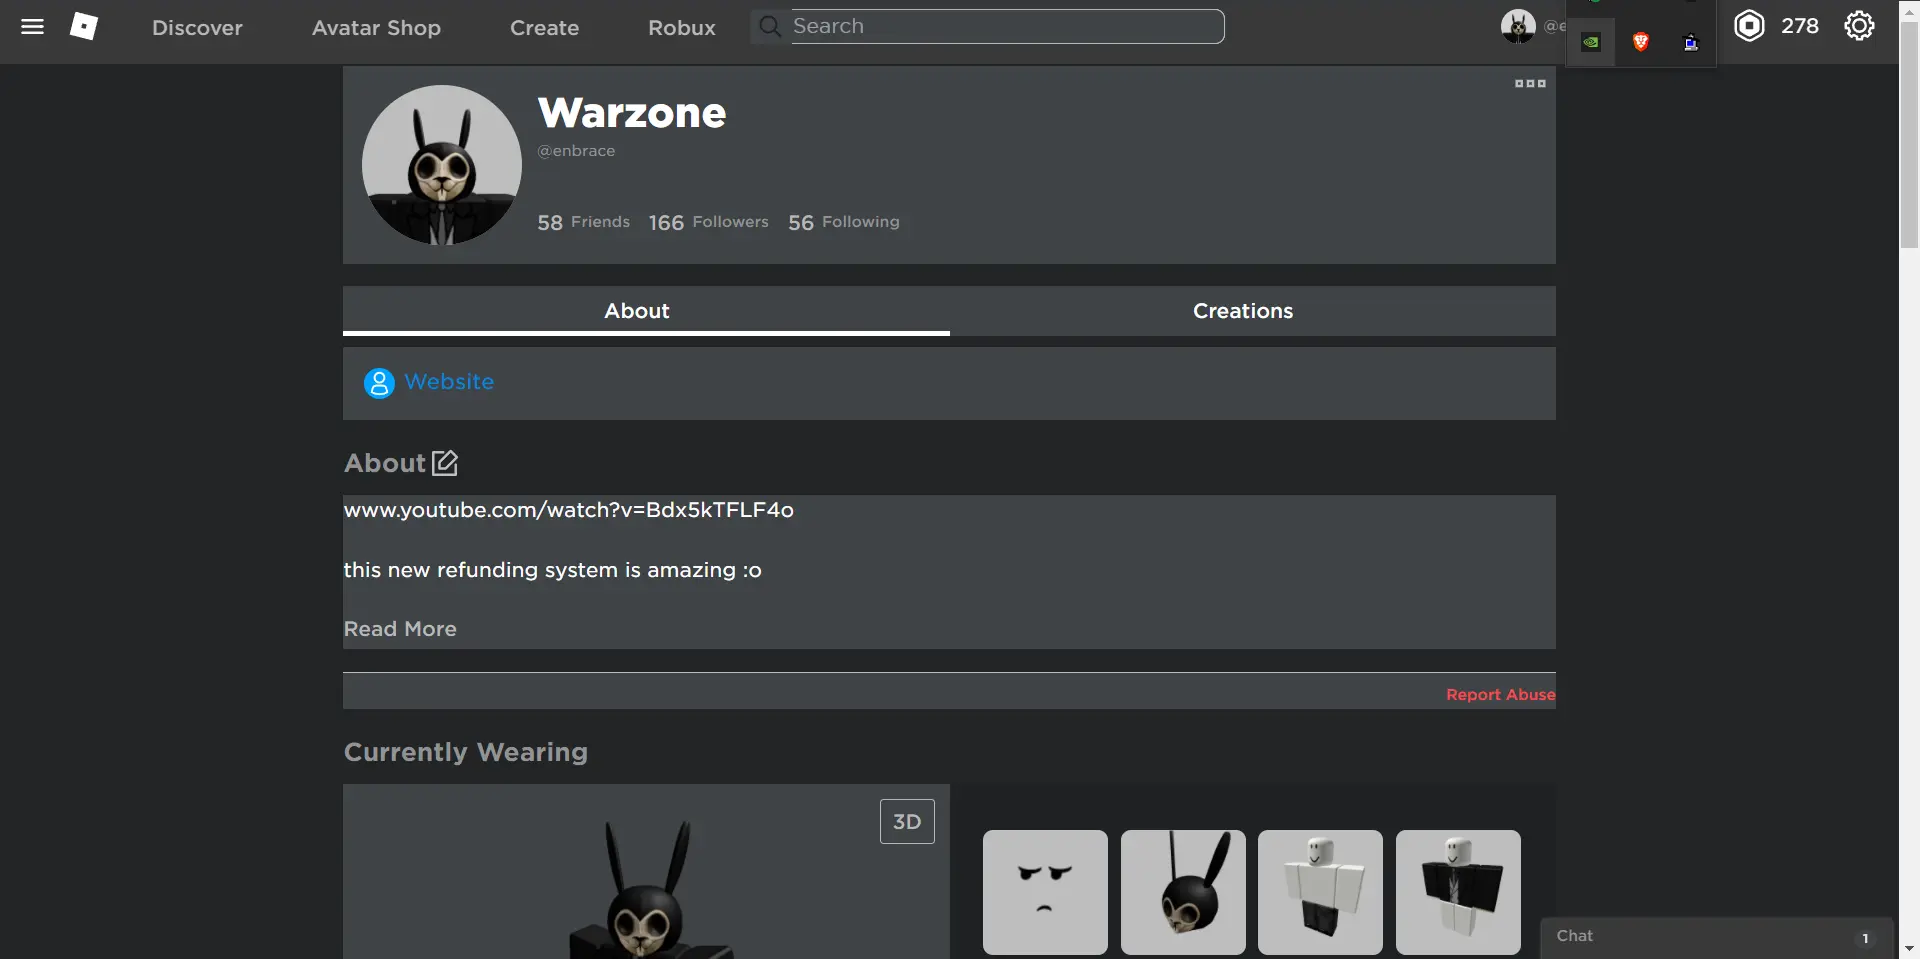 Discover Avatar Shop Create Robux Search @e 278
Warzone
@enbrace
58 Friends 166 Followers 56 Following
About Creations
Website
About
www.youtube.com/watch?v=Bdx5kTFLF4o
this new refunding system is amazing :o
Read More
Report Abuse
Currently Wearing
3D
Chat 1